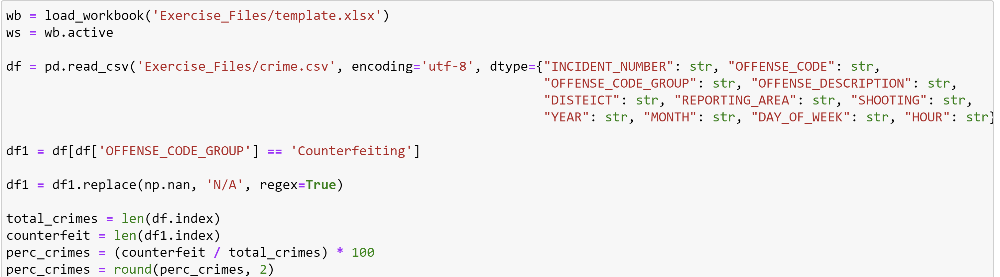 wb = load_workbook('Exercise_Files/template.xlsx')
ws = wb.active
df = pd.read_csv('Exercise_Files/crime.csv', encoding='utf-8', dtype={"INCIDENT_NUMBER": str, "OFFENSE_CODE": str,
"OFFENSE_CODE_GROUP": str, "OFFENSE_DESCRIPTION": str,
"DISTEICT": str, "REPORTING_AREA": str, "SHOOTING": str,
"YEAR": str, "MONTH": str, "DAY_OF_WEEK": str, "HOUR": str}
df1 = df[df['OFFENSE_CODE_GROUP'] == 'Counterfeiting']
df1 = df1.replace(np.nan, 'N/A', regex=True)
total_crimes = len(df.index)
counterfeit = len(df1.index)
perc_crimes = (counterfeit / total_crimes) * 100
perc_crimes = round(perc_crimes, 2)